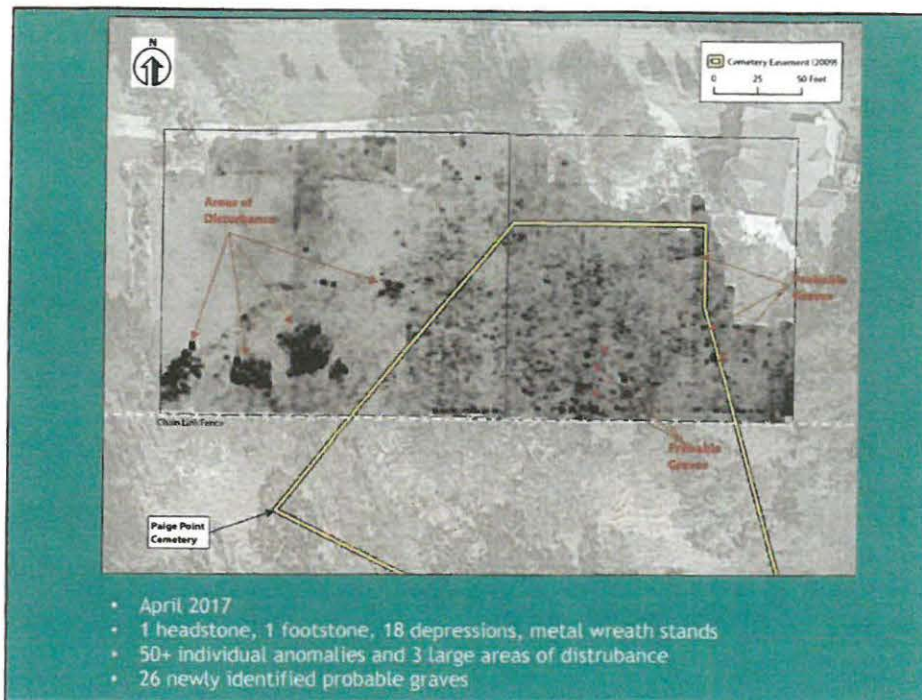 N
Cemetery Easement (2009)
0 25 50 Feet
Areas of
Disturbance
Probable
Graves
Chain Link Fence
Probable
Graves
Paige Point
Cemetery
• April 2017
• 1 headstone, 1 footstone, 18 depressions, metal wreath stands
• 50+ individual anomalies and 3 large areas of distrubance
• 26 newly identified probable graves